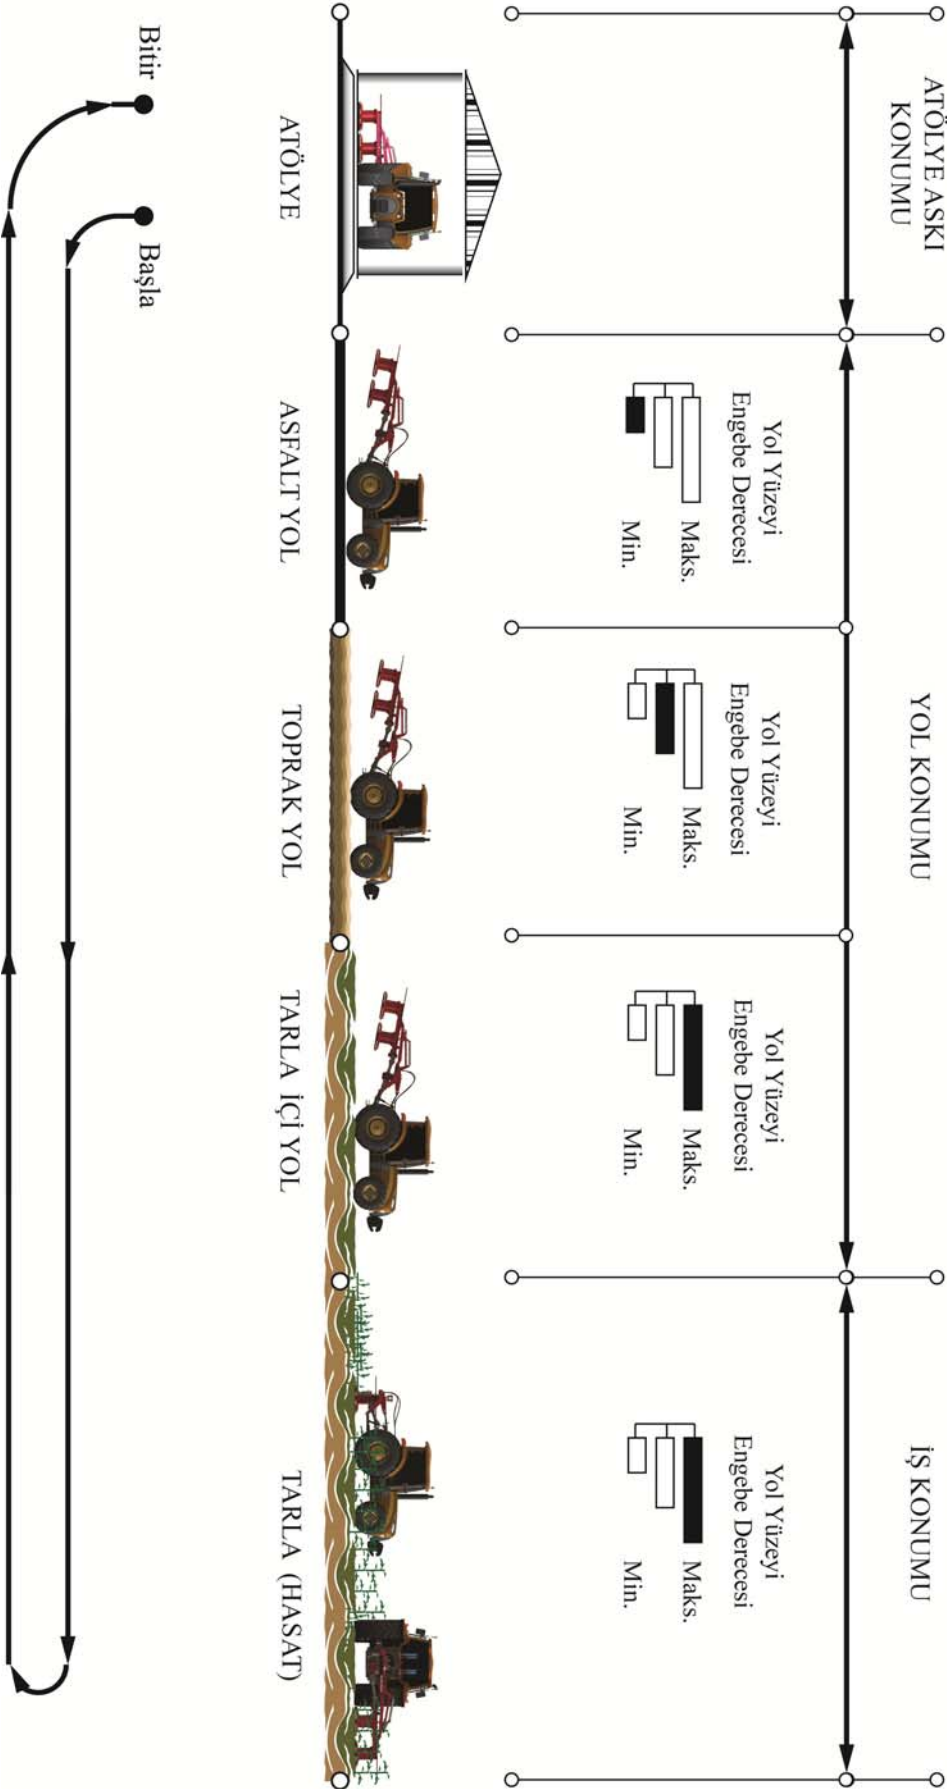 ATÖLYE ASKI
KONUMU
YOL KONUMU
İŞ KONUMU
Yol Yüzeyi
Engebe Derecesi
Maks.
Min.
Yol Yüzeyi
Engebe Derecesi
Maks.
Min.
Yol Yüzeyi
Engebe Derecesi
Maks.
Min.
Yol Yüzeyi
Engebe Derecesi
Maks.
Min.
ATÖLYE
ASFALT YOL
TOPRAK YOL
TARLA İÇİ YOL
TARLA (HASAT)
Bitir
Başla